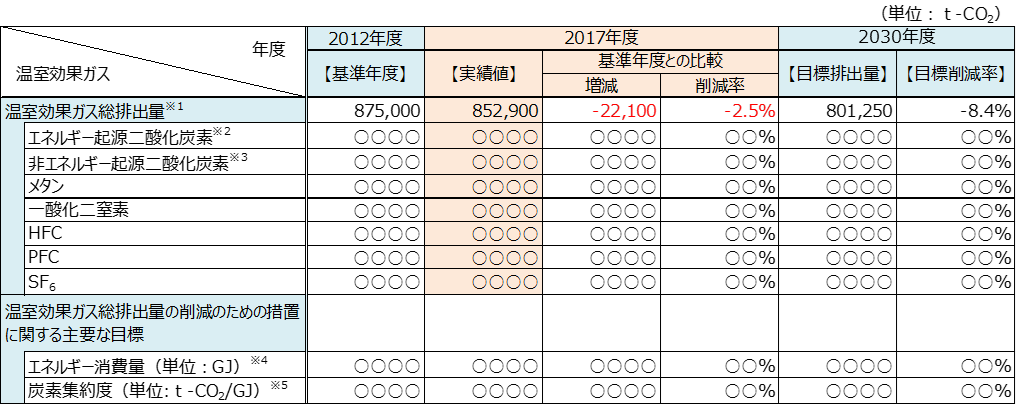 （単位：ｔ-CO₂）
年度
温室効果ガス
2012年度
2017年度
2030年度
【基準年度】
【実績値】
基準年度との比較
増減
削減率
【目標排出量】
【目標削減率】
温室効果ガス総排出量※1 875,000 852,900 -22,100 -2.5% 801,250 -8.4%
エネルギー起源二酸化炭素※2 ○○○○ ○○○○ ○○○○ ○○% ○○○○ ○○%
非エネルギー起源二酸化炭素※3 ○○○○ ○○○○ ○○○○ ○○% ○○○○ ○○%
メタン ○○○○ ○○○○ ○○○○ ○○% ○○○○ ○○%
一酸化二窒素 ○○○○ ○○○○ ○○○○ ○○% ○○○○ ○○%
HFC ○○○○ ○○○○ ○○○○ ○○% ○○○○ ○○%
PFC ○○○○ ○○○○ ○○○○ ○○% ○○○○ ○○%
SF₆ ○○○○ ○○○○ ○○○○ ○○% ○○○○ ○○%
温室効果ガス総排出量の削減のための措置
に関する主要な目標
エネルギー消費量（単位：GJ）※4 ○○○○ ○○○○ ○○○○ ○○% ○○○○ ○○%
炭素集約度（単位:ｔ-CO₂/GJ）※5 ○○○○ ○○○○ ○○○○ ○○% ○○○○ ○○%